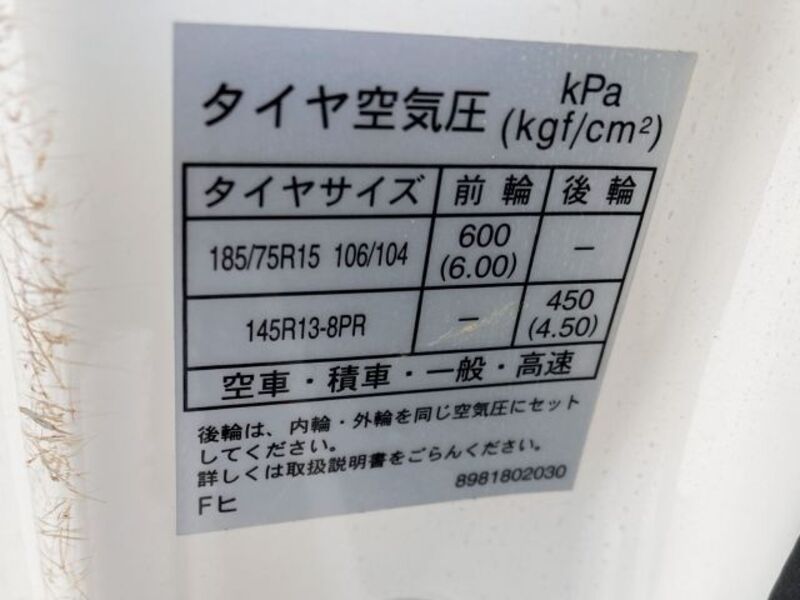 タイヤ空気圧 kPa (kgf/cm²)
タイヤサイズ 前輪 後輪
185/75R15 106/104 600 (6.00) －
145R13-8PR － 450 (4.50)
空車・積車・一般・高速
後輪は、内輪・外輪を同じ空気圧にセット
してください。
詳しくは取扱説明書をごらんください。
8981802030
Fヒ